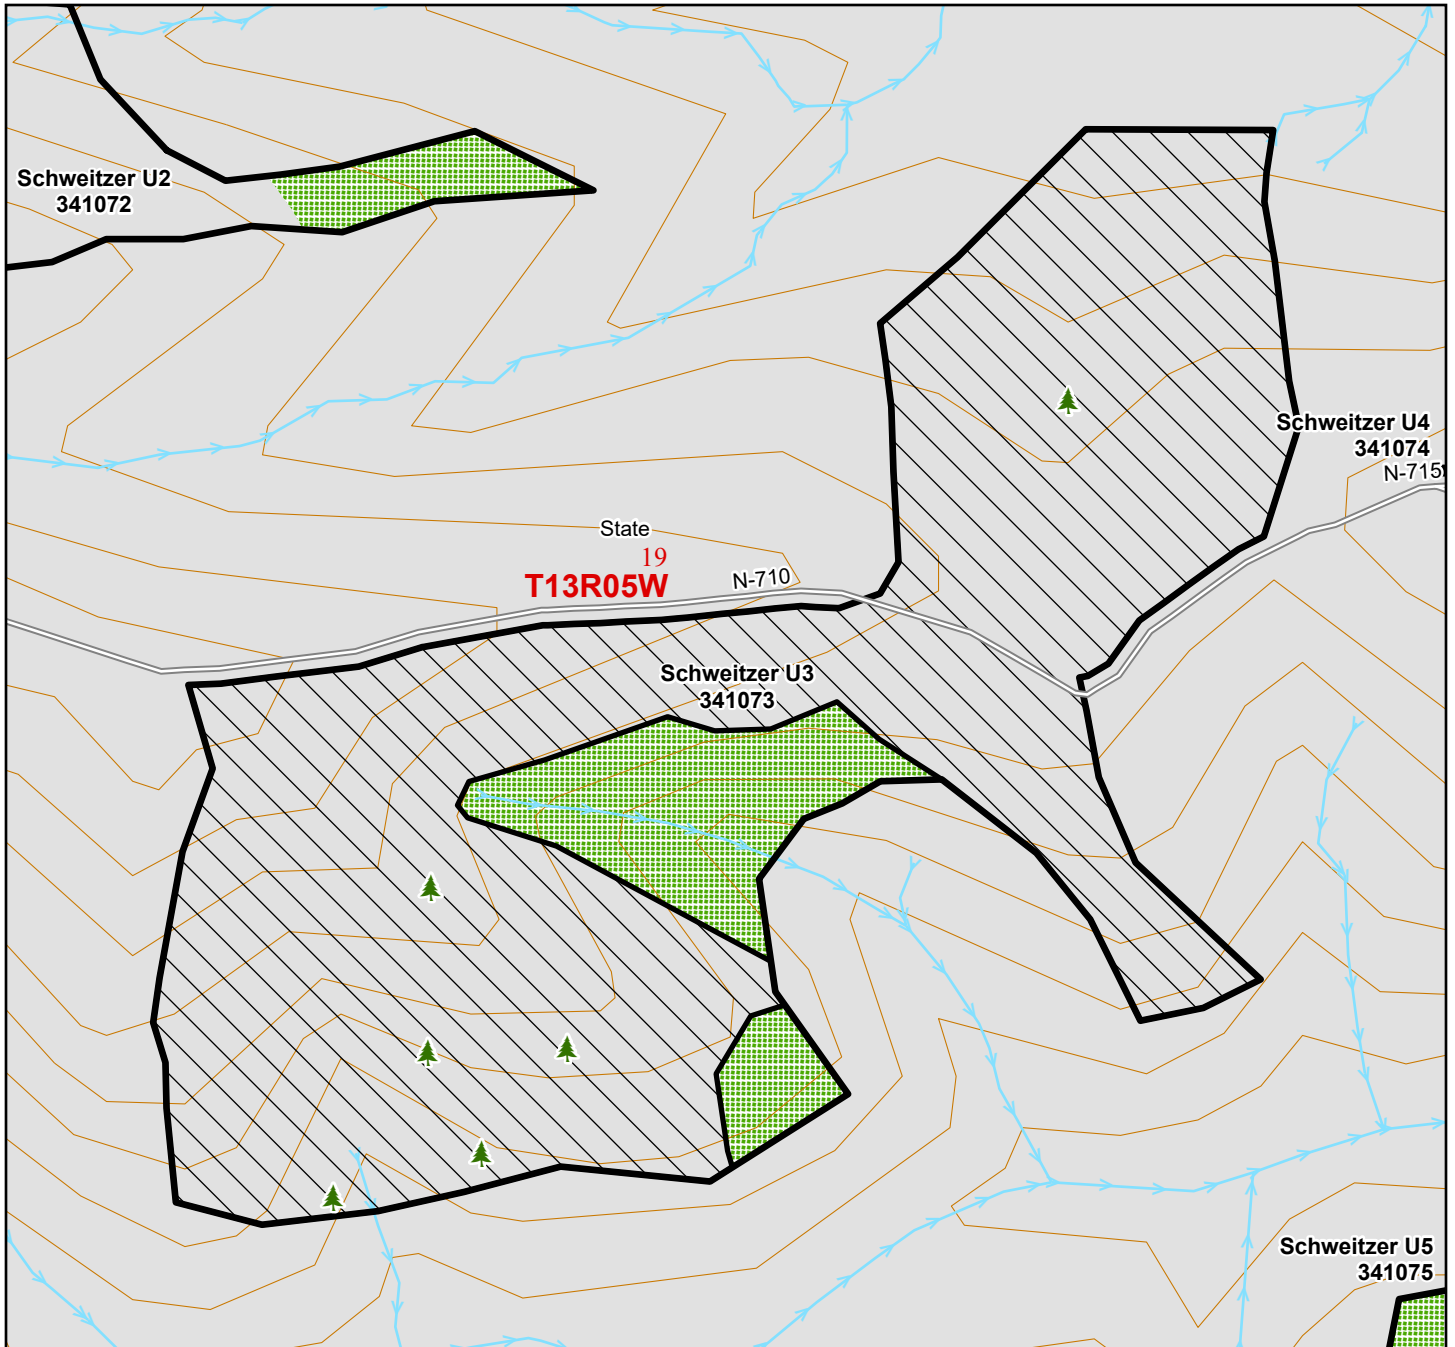 Schweitzer U2
341072
Schweitzer U4
341074
N-715
State
19
T13R05W
N-710
Schweitzer U3
341073
Schweitzer U5
341075